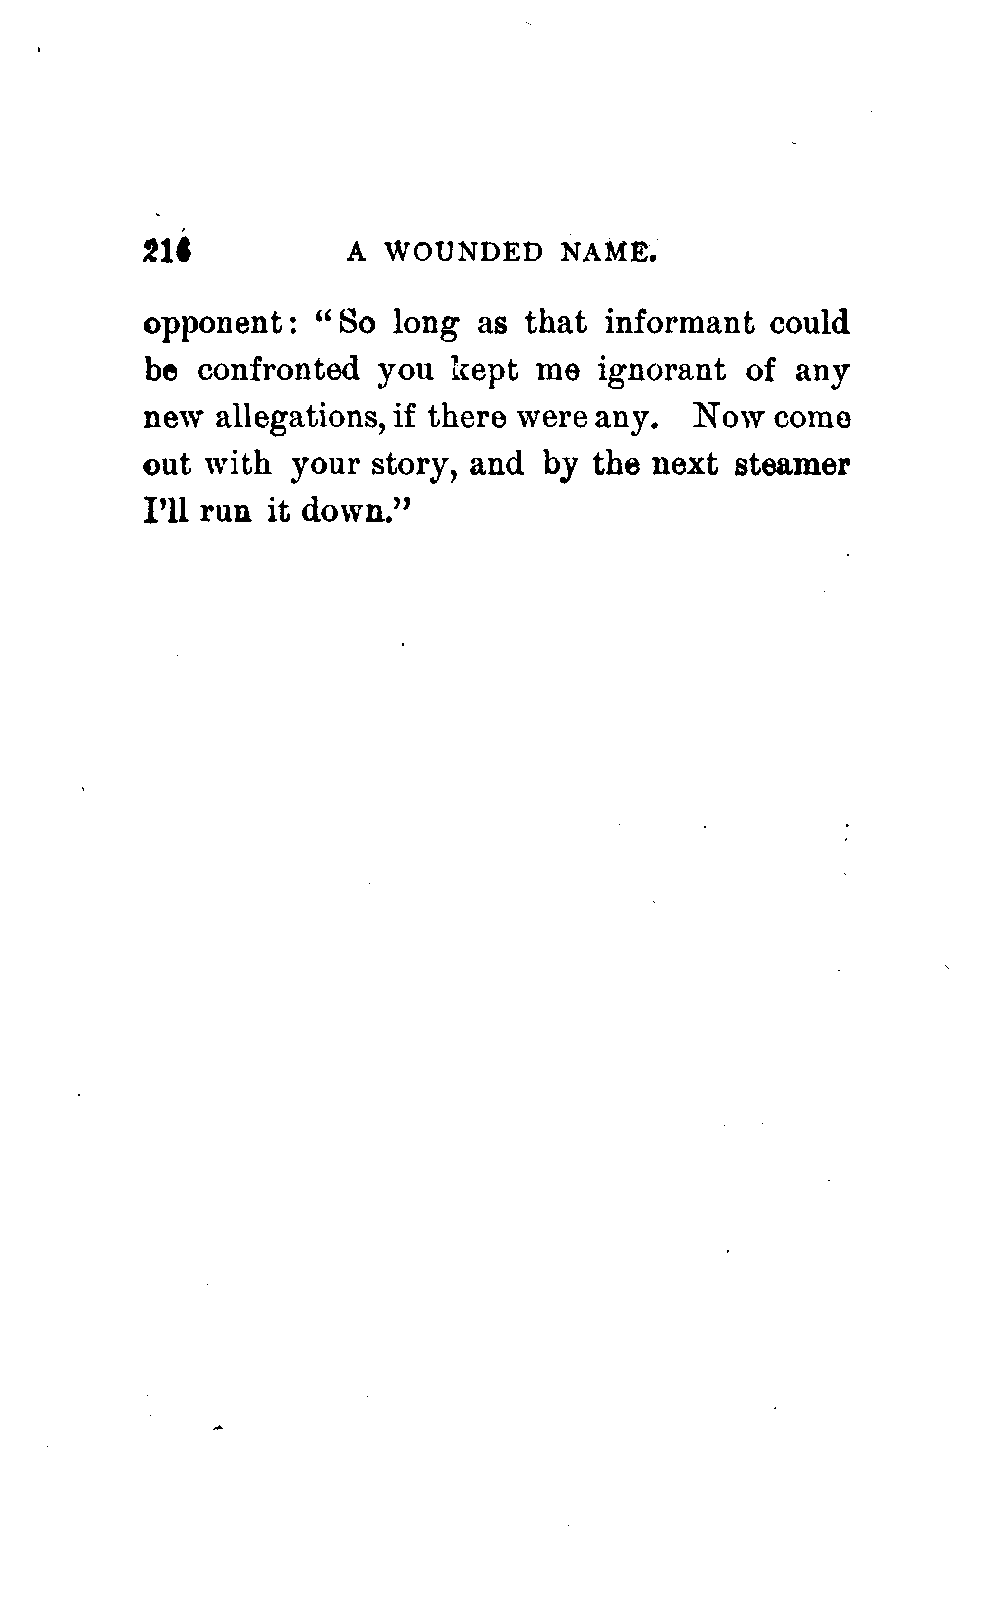 216 A WOUNDED NAME.
opponent: “So long as that informant could
be confronted you kept me ignorant of any
new allegations, if there were any. Now come
out with your story, and by the next steamer
I’ll run it down.”